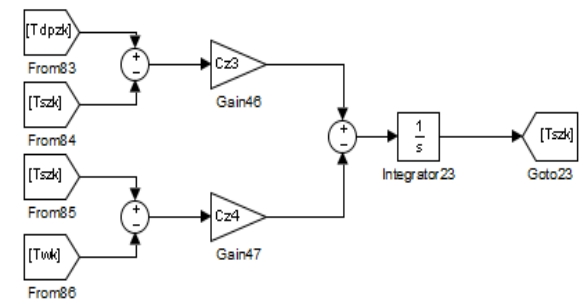 [Tdpzk]
From83
+
−
Cz3
Gain46
[Tszk]
From84
+
−
1
s
Integrator23
[Tszk]
Goto23
[Tszk]
From85
+
−
Cz4
Gain47
[Twk]
From86